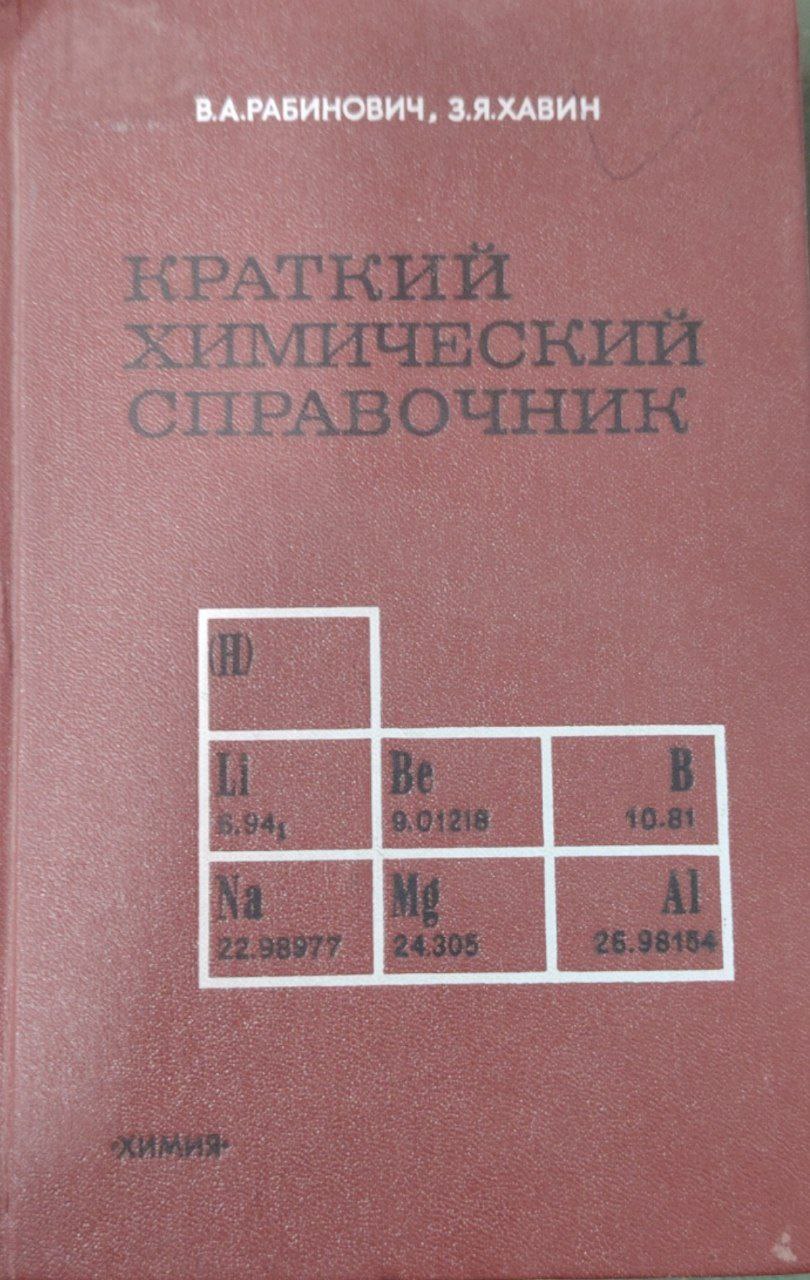 В.А.РАБИНОВИЧ, З.Я.ХАВИН
КРАТКИЙ
ХИМИЧЕСКИЙ
СПРАВОЧНИК
(H)
Li Be B
6.941 9.01218 10.81
Na Mg Al
22.98977 24.305 26.98154
·ХИМИЯ·